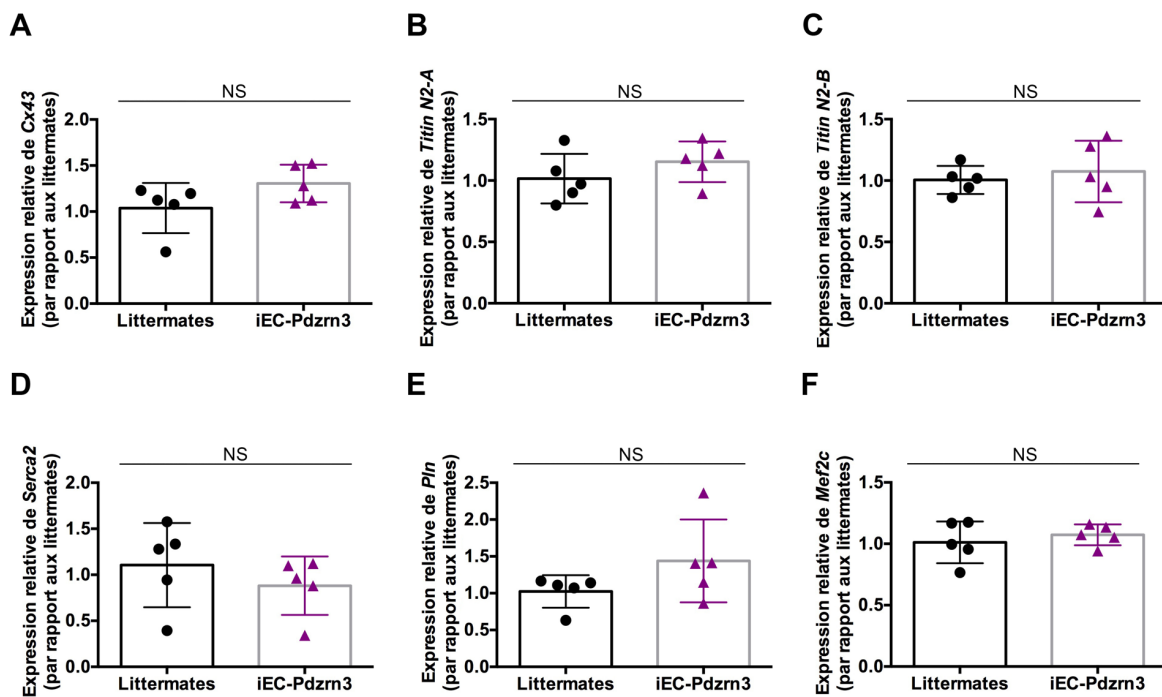 A
Expression relative de Cx43
(par rapport aux littermates)
NS
2.0
1.5
1.0
0.5
0.0
Littermates
iEC-Pdzrn3
B
Expression relative de Titin N2-A
(par rapport aux littermates)
NS
1.5
1.0
0.5
0.0
Littermates
iEC-Pdzrn3
C
Expression relative de Titin N2-B
(par rapport aux littermates)
NS
1.5
1.0
0.5
0.0
Littermates
iEC-Pdzrn3
D
Expression relative de Serca2
(par rapport aux littermates)
NS
2.0
1.5
1.0
0.5
0.0
Littermates
iEC-Pdzrn3
E
Expression relative de Pln
(par rapport aux littermates)
NS
2.5
2.0
1.5
1.0
0.5
0.0
Littermates
iEC-Pdzrn3
F
Expression relative de Mef2c
(par rapport aux littermates)
NS
1.5
1.0
0.5
0.0
Littermates
iEC-Pdzrn3